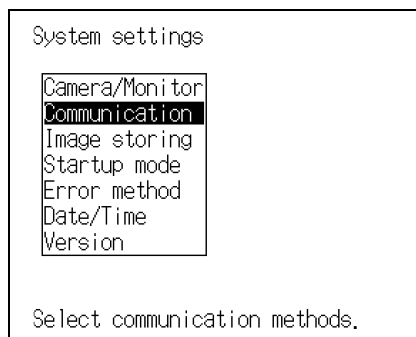 System settings
Camera/Monitor
Communication
Image storing
Startup mode
Error method
Date/Time
Version
Select communication methods.